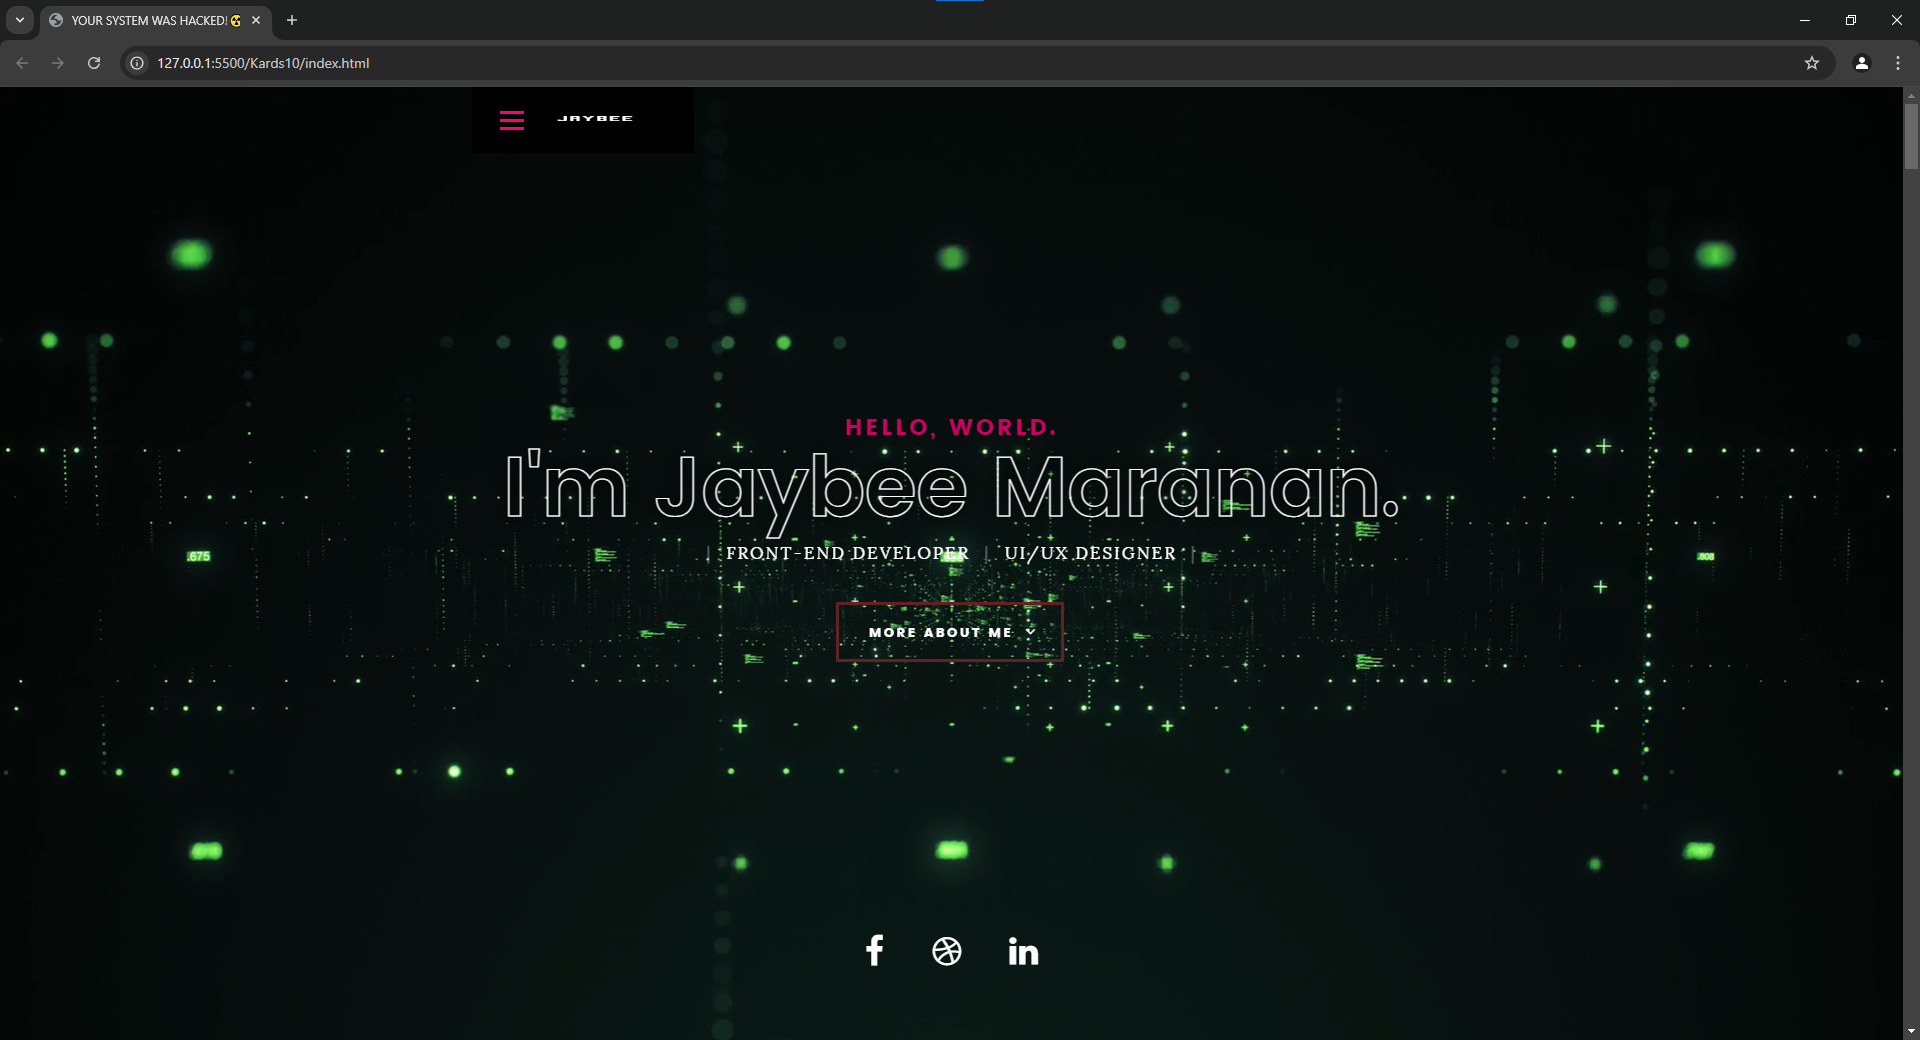 YOUR SYSTEM WAS HACKED!☢
127.0.0.1:5500/Kards10/index.html
JAYBEE
HELLO, WORLD.
I'm Jaybee Maranan.
| FRONT-END DEVELOPER | UI/UX DESIGNER |
.675
.808
MORE ABOUT ME